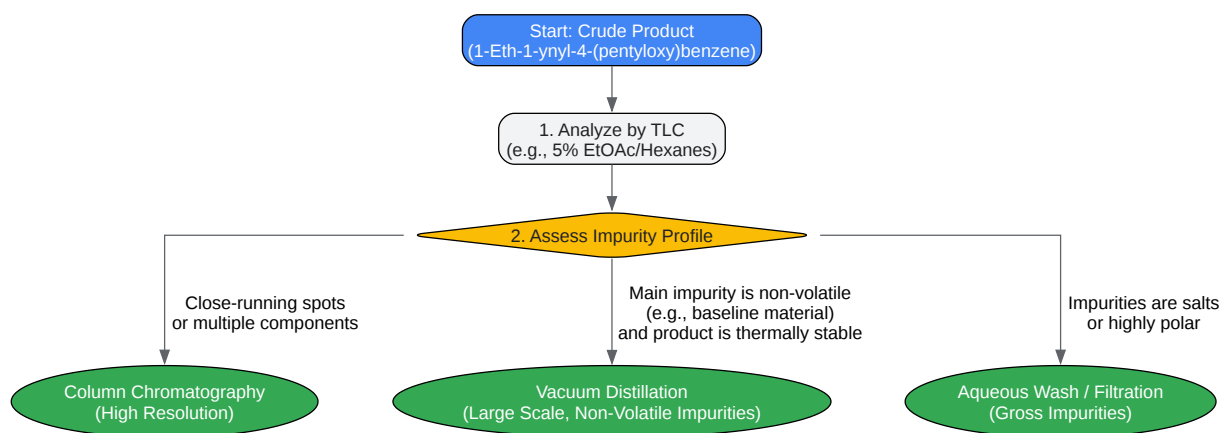 Start: Crude Product
(1-Eth-1-ynyl-4-(pentyloxy)benzene)
1. Analyze by TLC
(e.g., 5% EtOAc/Hexanes)
2. Assess Impurity Profile
Close-running spots
or multiple components
Main impurity is non-volatile
(e.g., baseline material)
and product is thermally stable
Impurities are salts
or highly polar
Column Chromatography
(High Resolution)
Vacuum Distillation
(Large Scale, Non-Volatile Impurities)
Aqueous Wash / Filtration
(Gross Impurities)